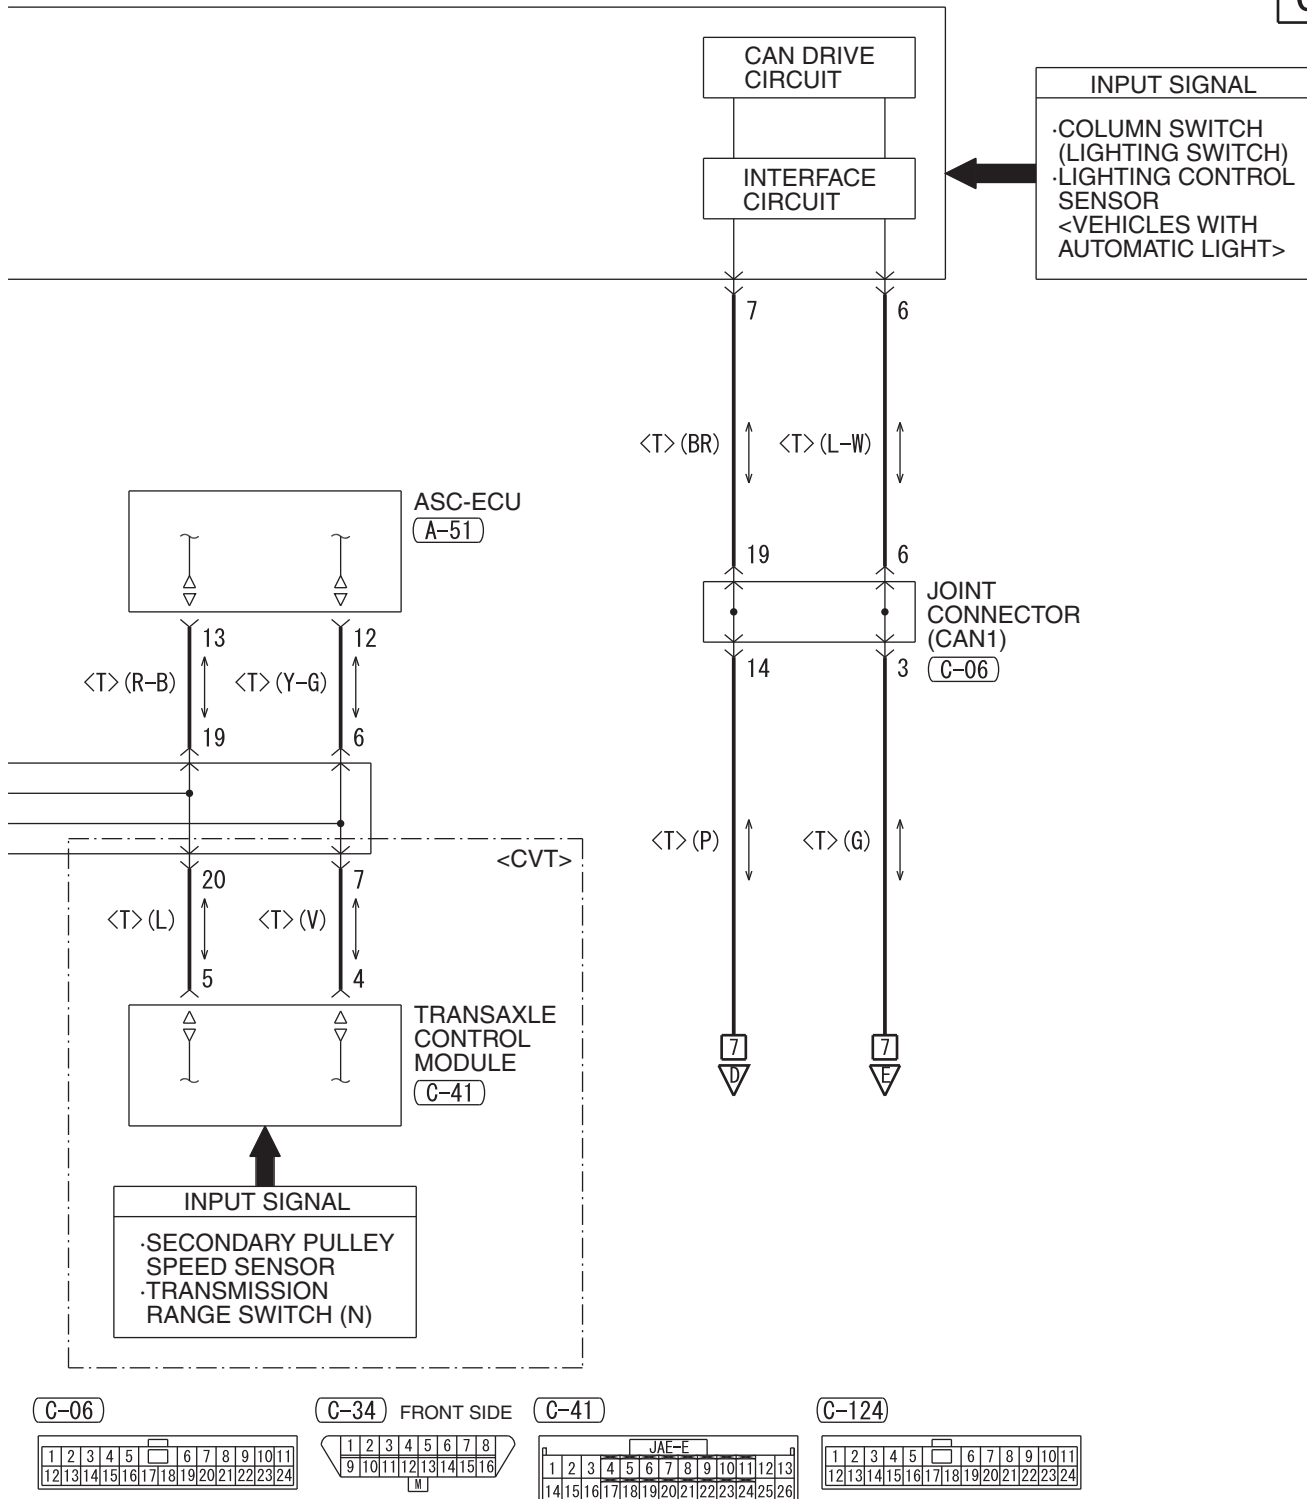 CAN DRIVE
CIRCUIT
INTERFACE
CIRCUIT
INPUT SIGNAL
·COLUMN SWITCH
(LIGHTING SWITCH)
·LIGHTING CONTROL
SENSOR
<VEHICLES WITH
AUTOMATIC LIGHT>
7 6
<T>(BR) <T>(L-W)
19 6
JOINT
CONNECTOR
(CAN1)
C-06
14 3
<T>(P) <T>(G)
7 7
D E
ASC-ECU
A-51
13 12
<T>(R-B) <T>(Y-G)
19 6
<CVT>
20 7
<T>(L) <T>(V)
5 4
TRANSAXLE
CONTROL
MODULE
C-41
INPUT SIGNAL
·SECONDARY PULLEY
SPEED SENSOR
·TRANSMISSION
RANGE SWITCH (N)
C-06
1 2 3 4 5 6 7 8 9 10 11
12 13 14 15 16 17 18 19 20 21 22 23 24
C-34 FRONT SIDE
1 2 3 4 5 6 7 8
9 10 11 12 13 14 15 16
M
C-41
JAE-E
1 2 3 4 5 6 7 8 9 10 11 12 13
14 15 16 17 18 19 20 21 22 23 24 25 26
C-124
1 2 3 4 5 6 7 8 9 10 11
12 13 14 15 16 17 18 19 20 21 22 23 24